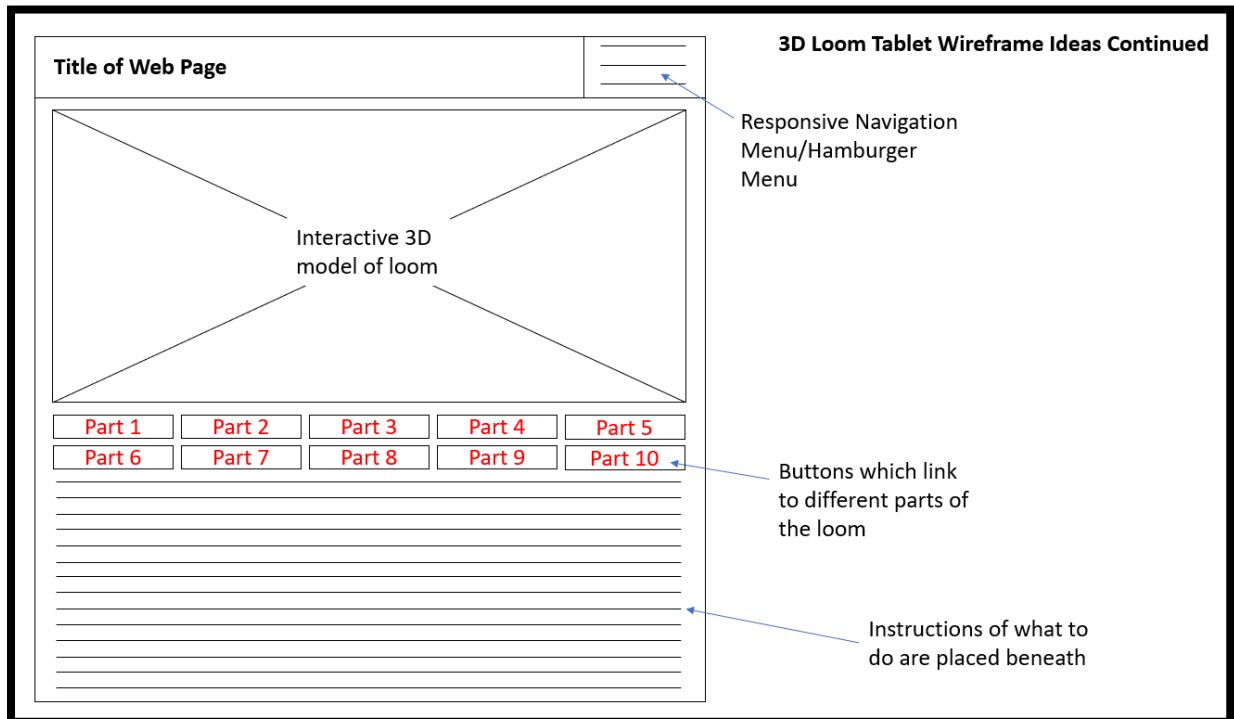 3D Loom Tablet Wireframe Ideas Continued
Title of Web Page
Responsive Navigation
Menu/Hamburger
Menu
Interactive 3D
model of loom
Part 1 Part 2 Part 3 Part 4 Part 5
Part 6 Part 7 Part 8 Part 9 Part 10
Buttons which link
to different parts of
the loom
Instructions of what to
do are placed beneath